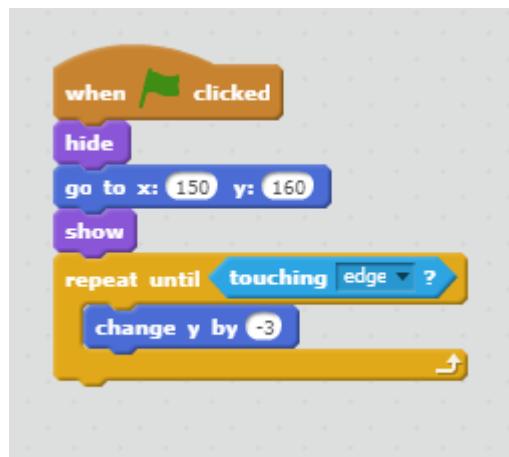 when clicked
hide
go to x: 150 y: 160
show
repeat until touching edge ?
change y by -3